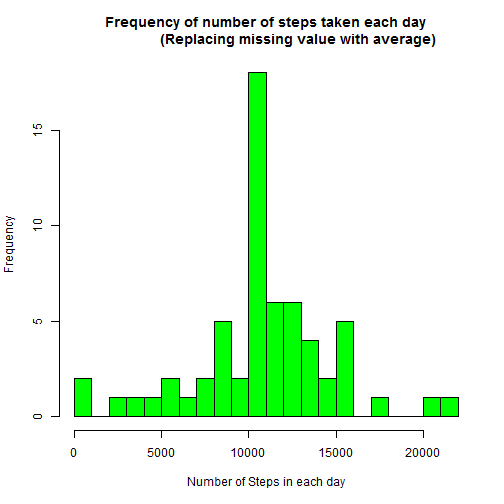 Frequency of number of steps taken each day
(Replacing missing value with average)
Frequency
15
10
5
0
0 5000 10000 15000 20000
Number of Steps in each day